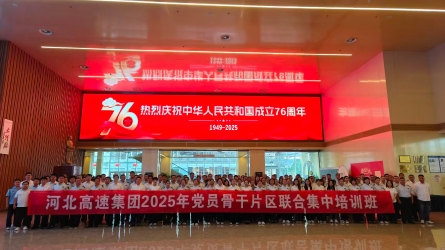 76 热烈庆祝中华人民共和国成立76周年
1949-2025
河北高速集团2025年党员骨干片区联合集中培训班